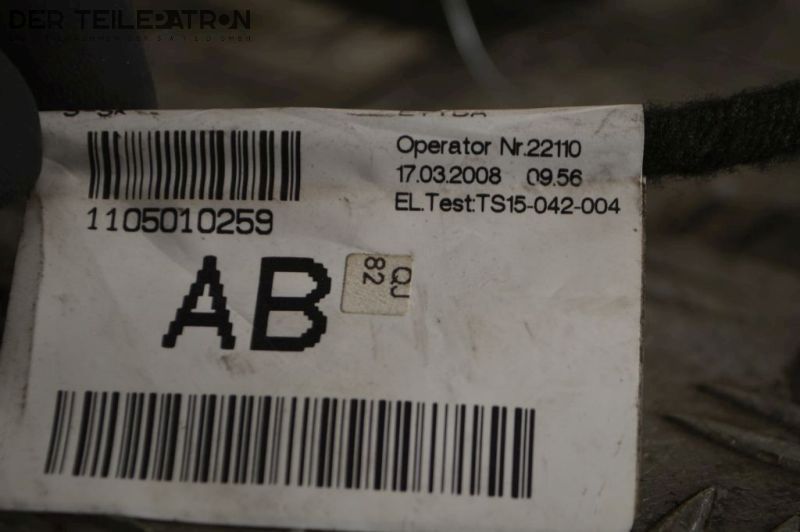 DER TEILEPATRON
Operator Nr.22110
17.03.2008 09.56
EL.Test:TS15-042-004
1105010259
AB
QJ
82